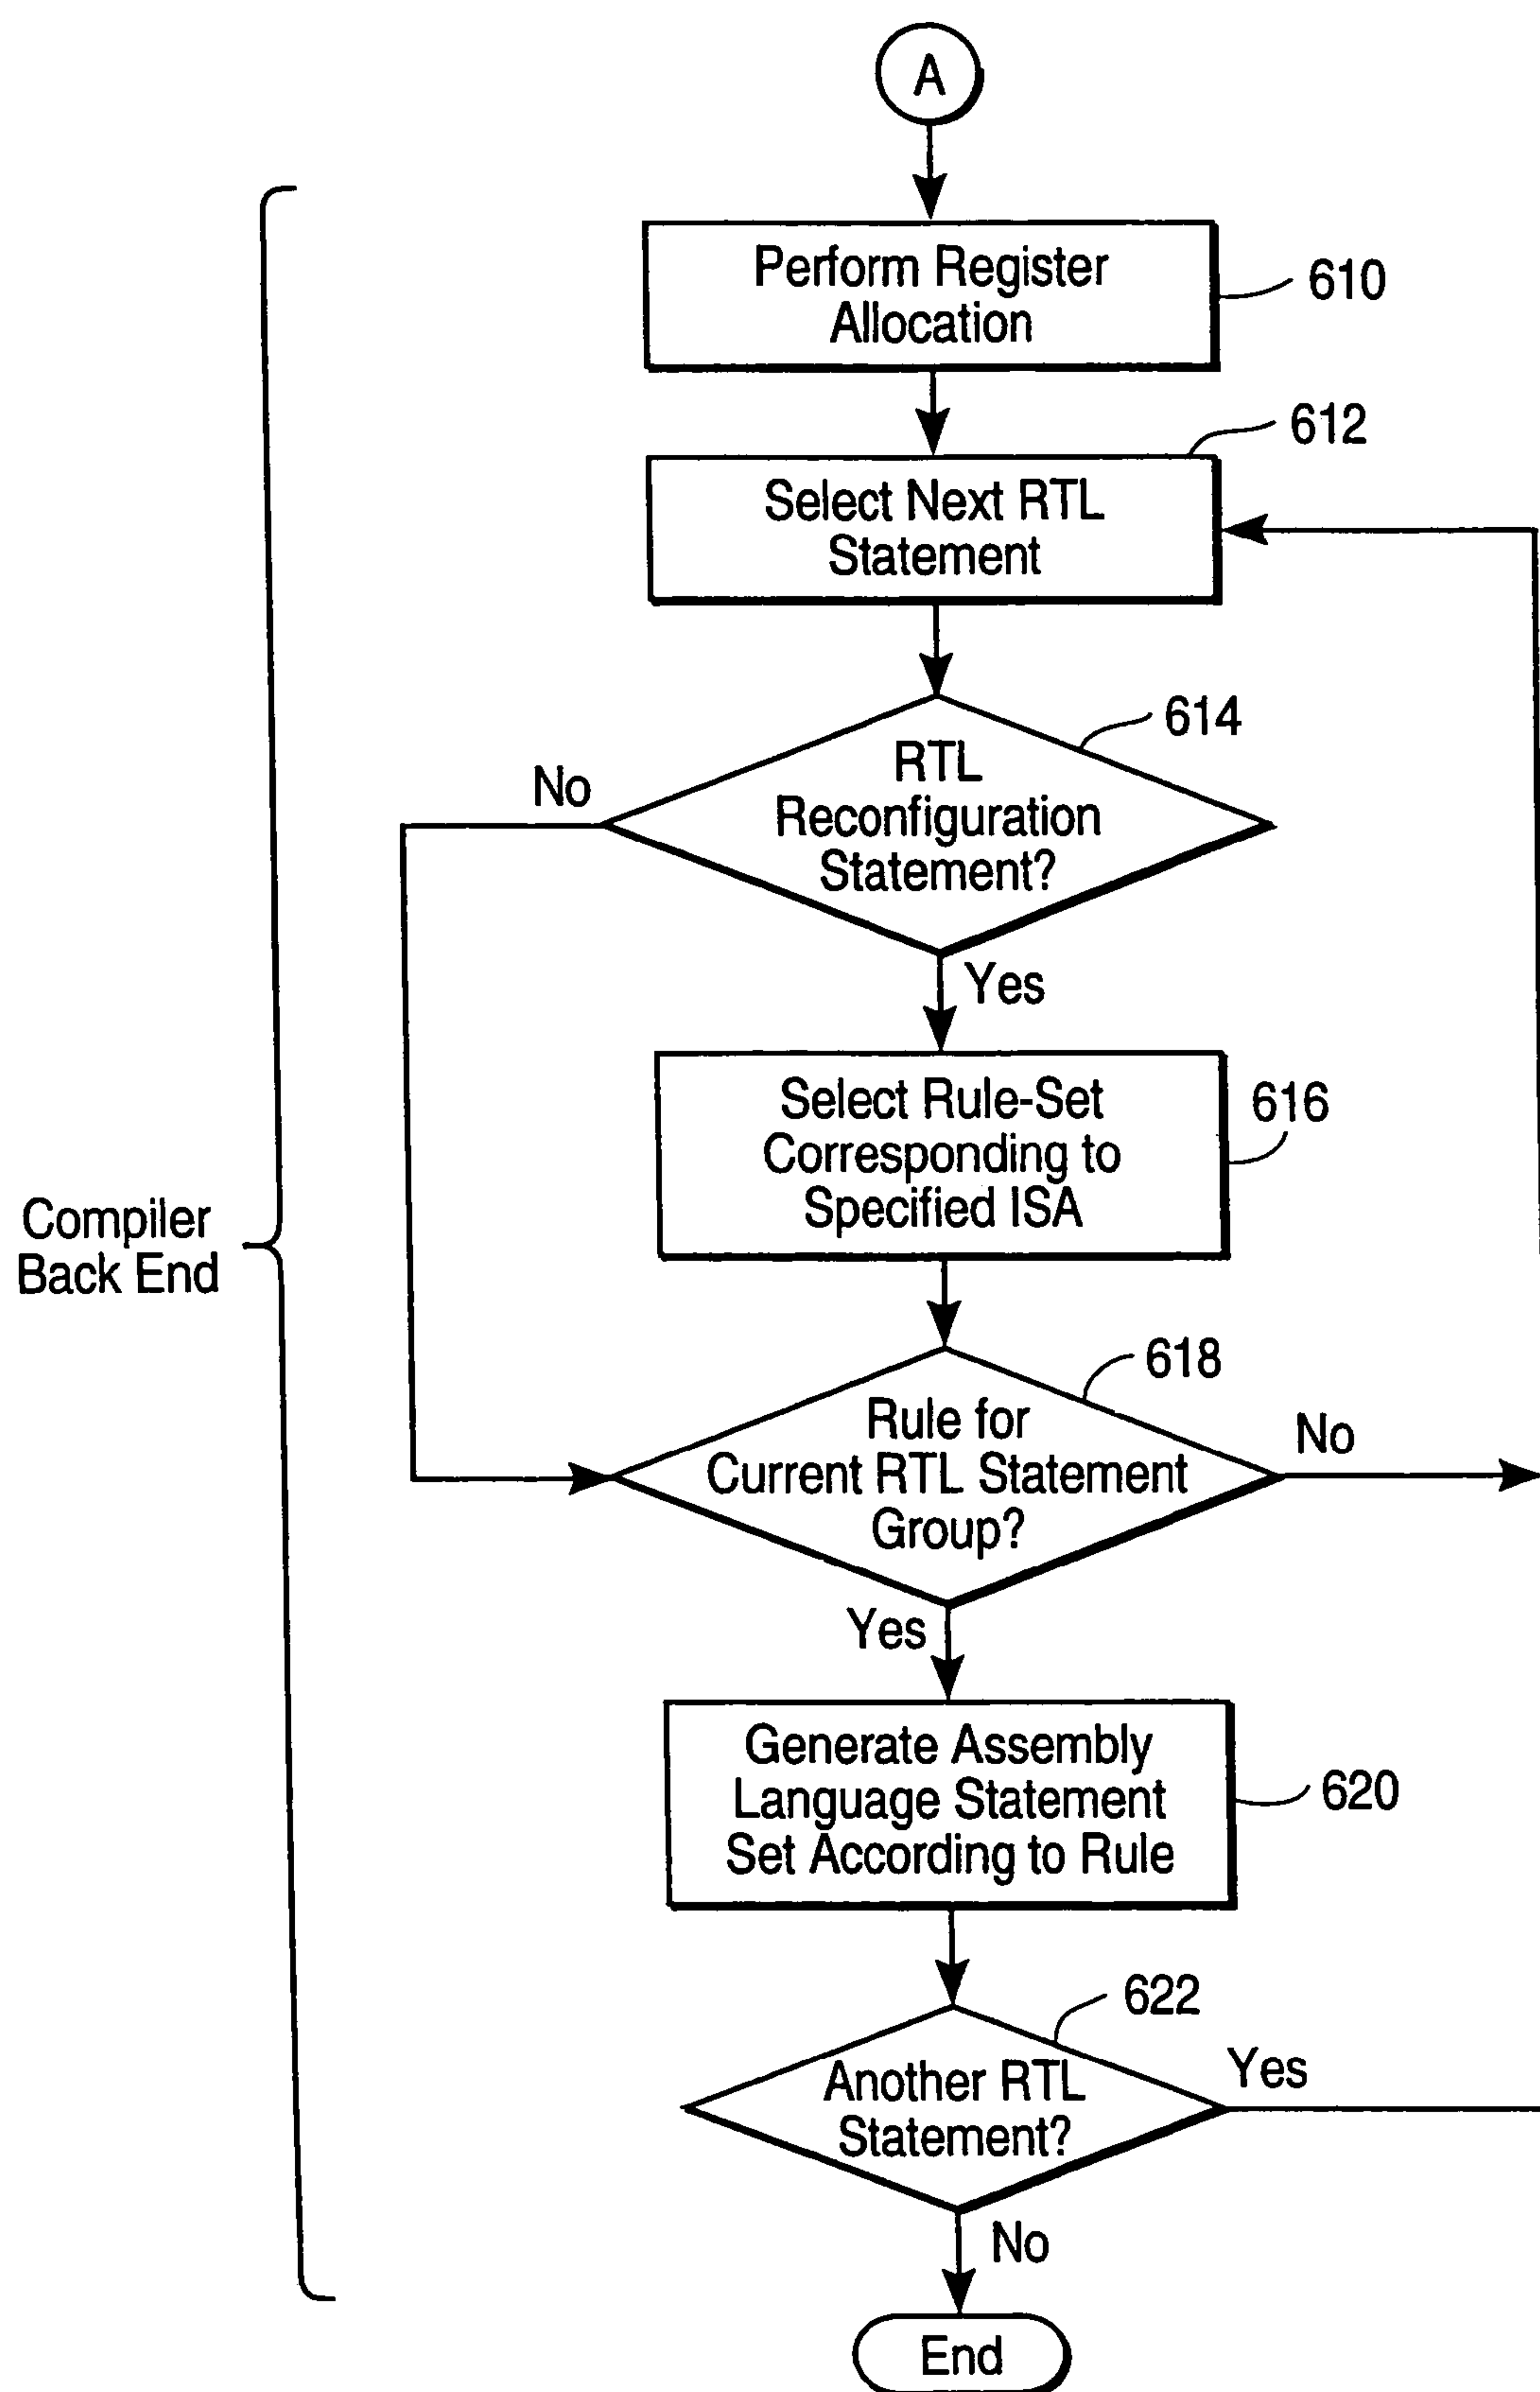 A
Perform Register
Allocation
610
612
Select Next RTL
Statement
614
RTL
Reconfiguration
Statement?
No
Yes
Select Rule-Set
Corresponding to
Specified ISA
616
Compiler
Back End
618
Rule for
Current RTL Statement
Group?
No
Yes
Generate Assembly
Language Statement
Set According to Rule
620
622
Another RTL
Statement?
Yes
No
End